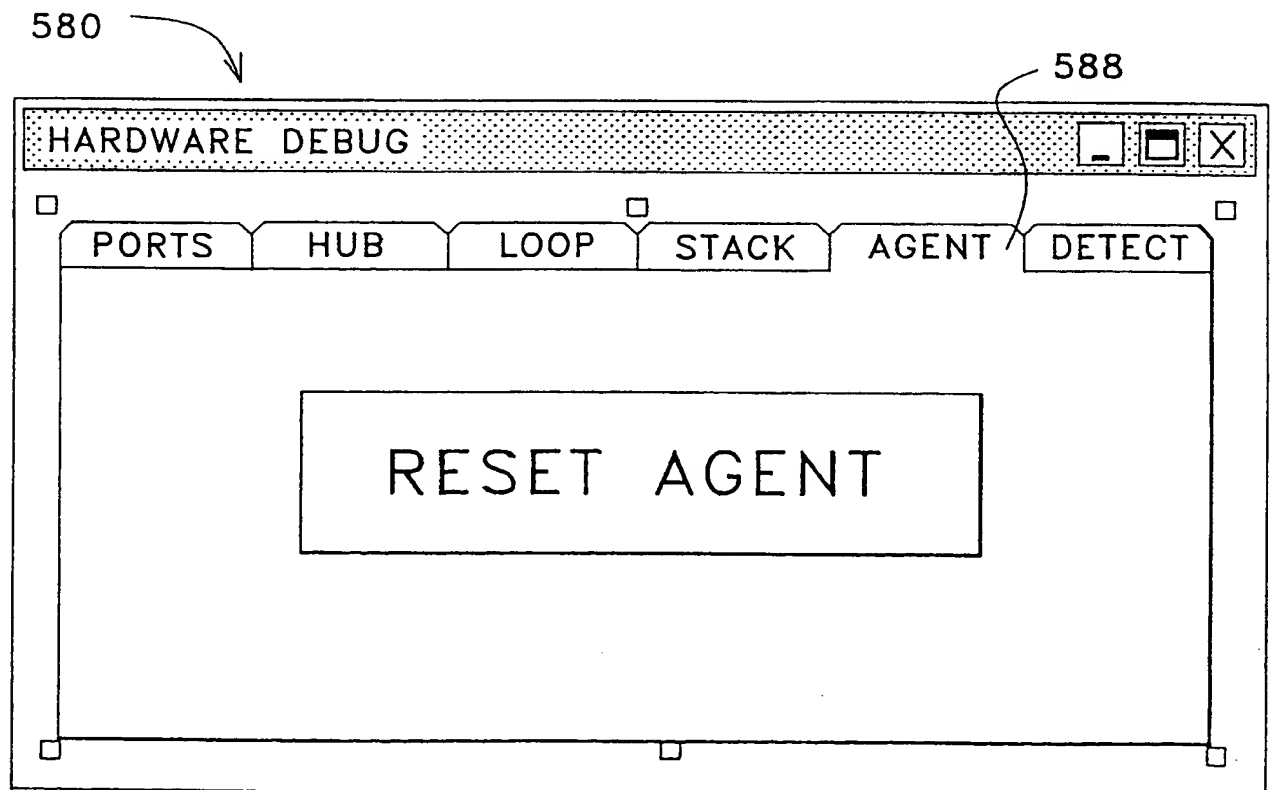 580
588
HARDWARE DEBUG
PORTS HUB LOOP STACK AGENT DETECT
RESET AGENT